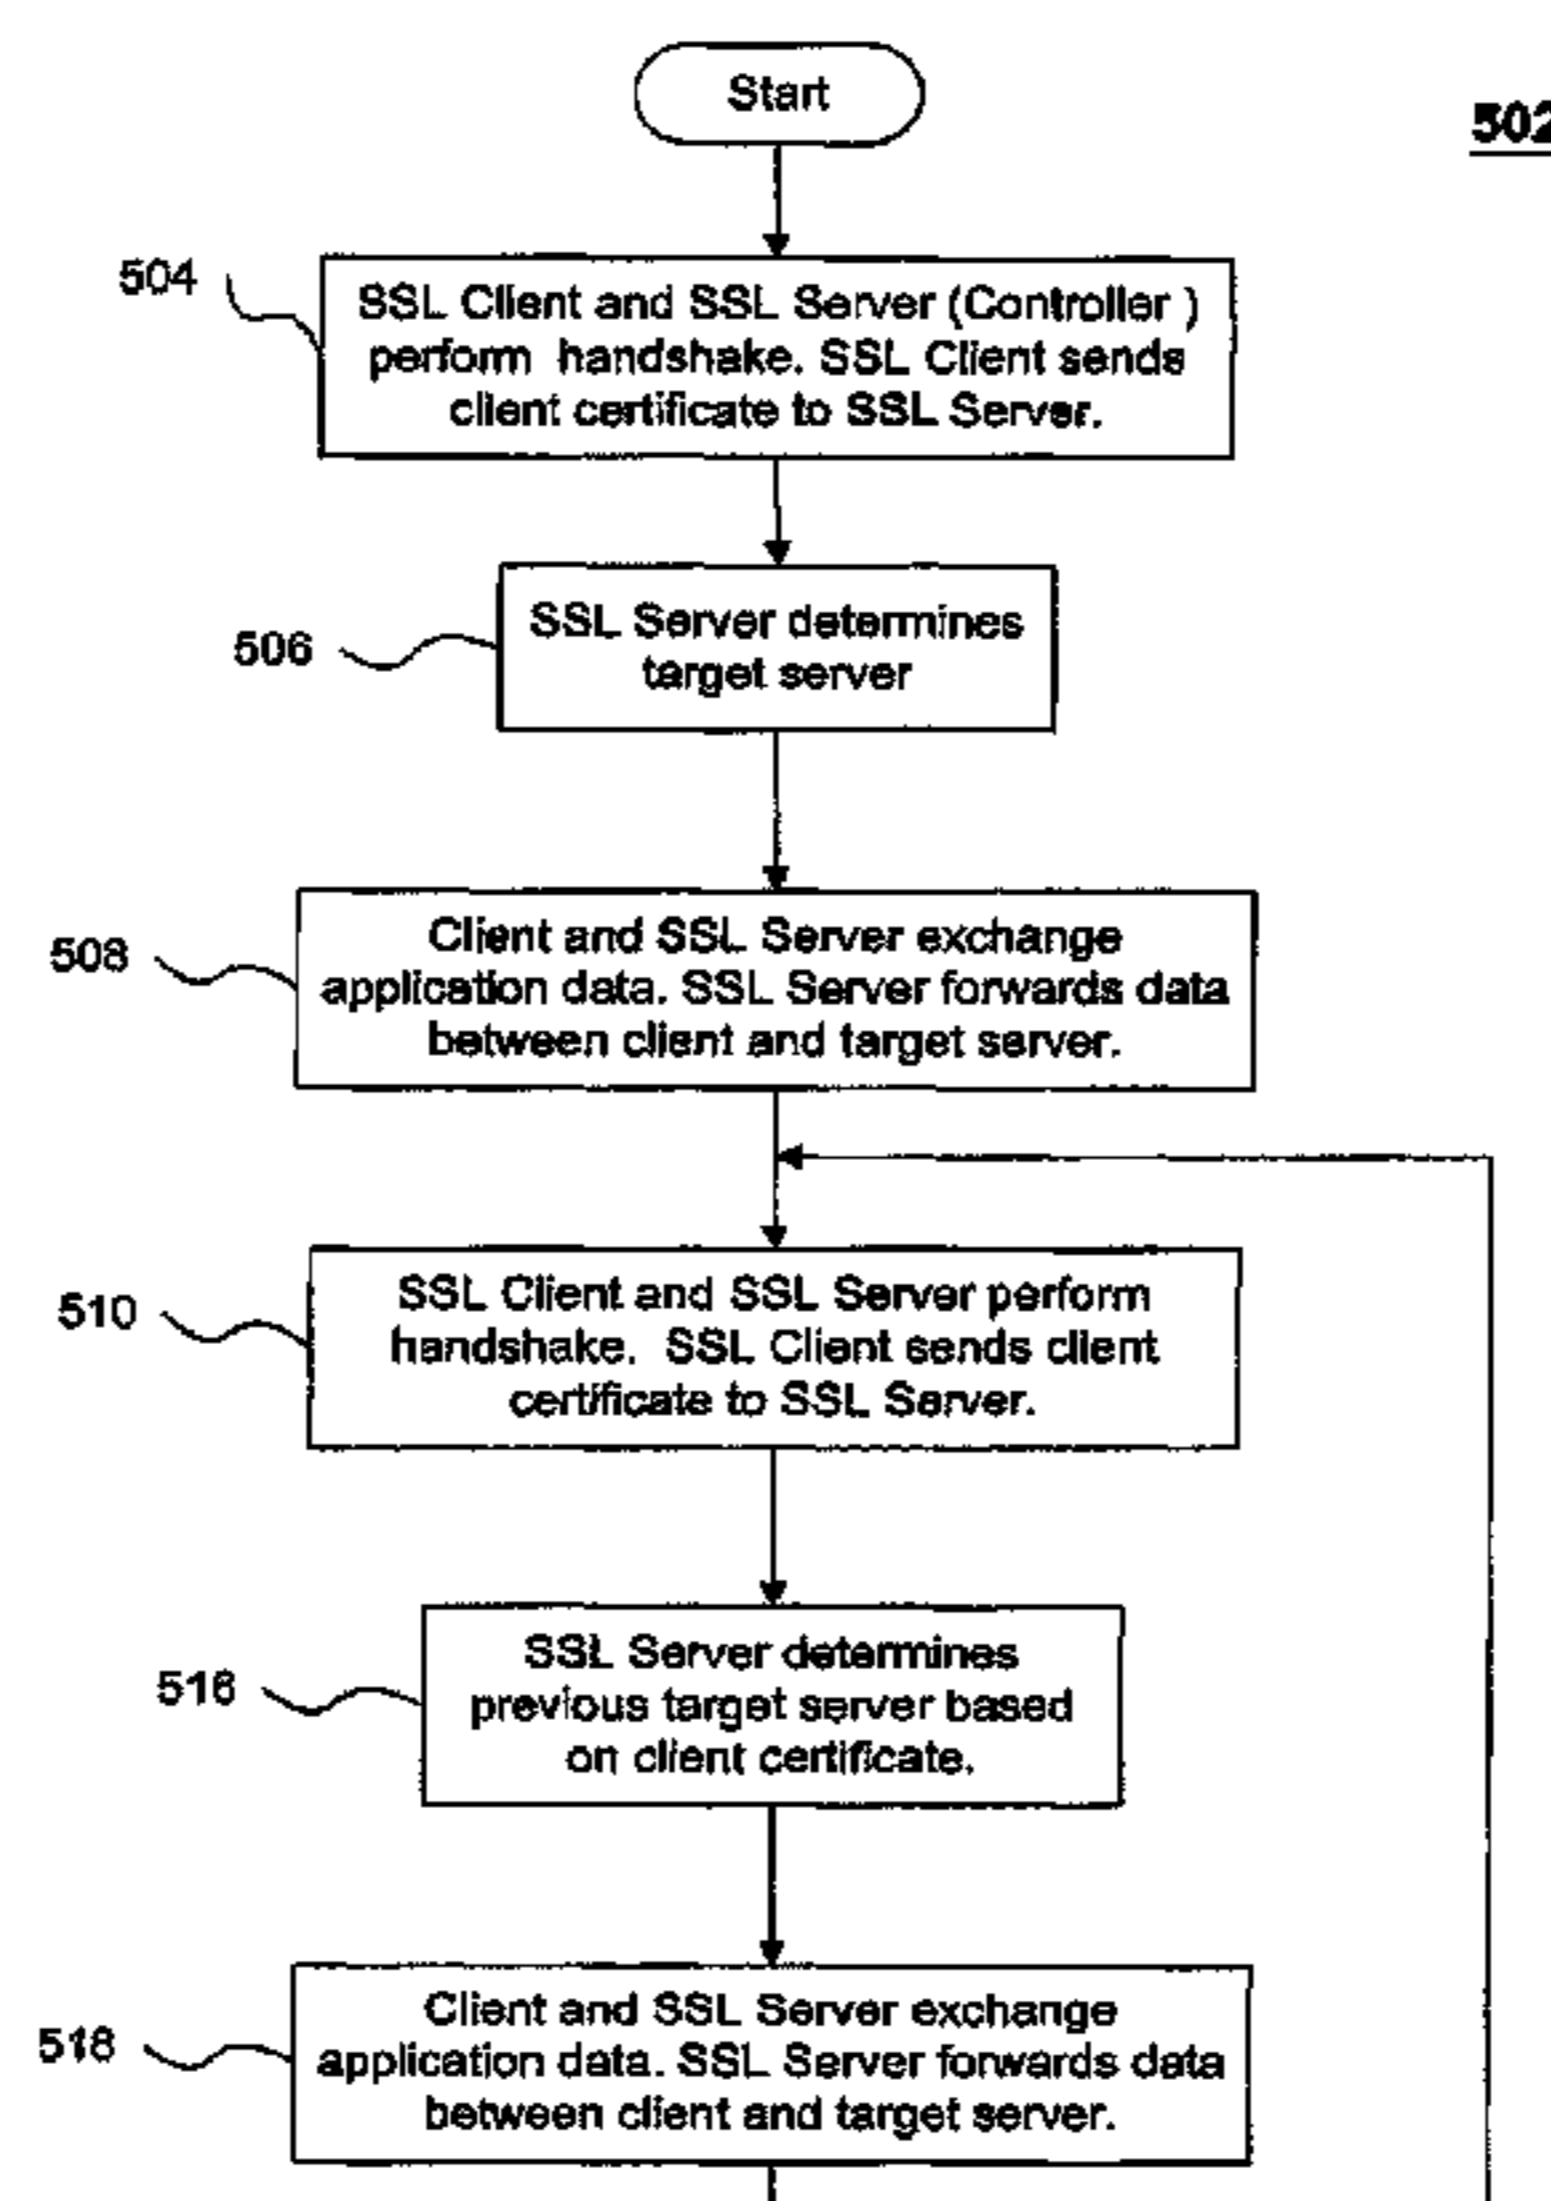 Start
502
504
SSL Client and SSL Server (Controller )
perform handshake. SSL Client sends
client certificate to SSL Server.
506
SSL Server determines
target server
508
Client and SSL Server exchange
application data. SSL Server forwards data
between client and target server.
510
SSL Client and SSL Server perform
handshake. SSL Client sends client
certificate to SSL Server.
516
SSL Server determines
previous target server based
on client certificate.
518
Client and SSL Server exchange
application data. SSL Server forwards data
between client and target server.